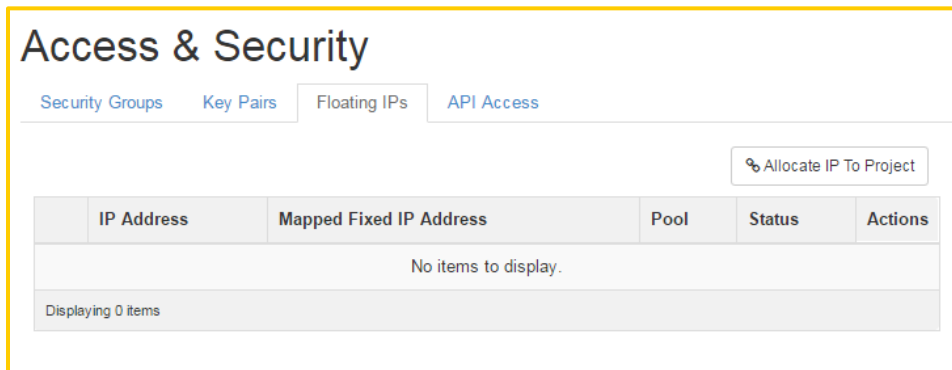 Access & Security
Security Groups Key Pairs Floating IPs API Access
Allocate IP To Project
IP Address Mapped Fixed IP Address Pool Status Actions
No items to display.
Displaying 0 items